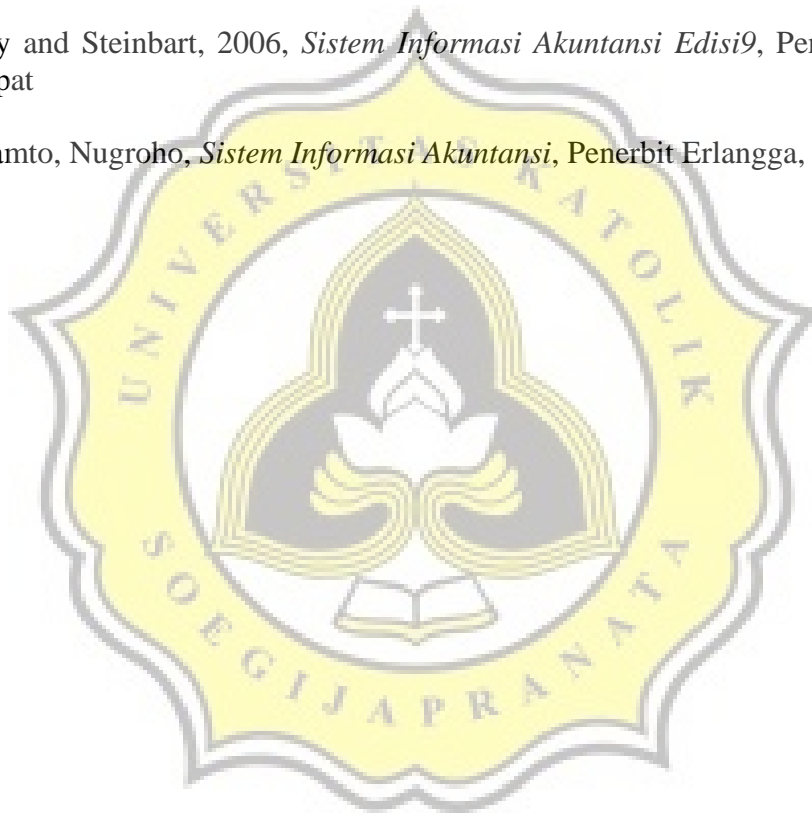 y and Steinbart, 2006, Sistem Informasi Akuntansi Edisi9, Pen
pat
amto, Nugroho, Sistem Informasi Akuntansi, Penerbit Erlangga,
UNIVERSITAS KATOLIK
SOEGIJAPRANATA